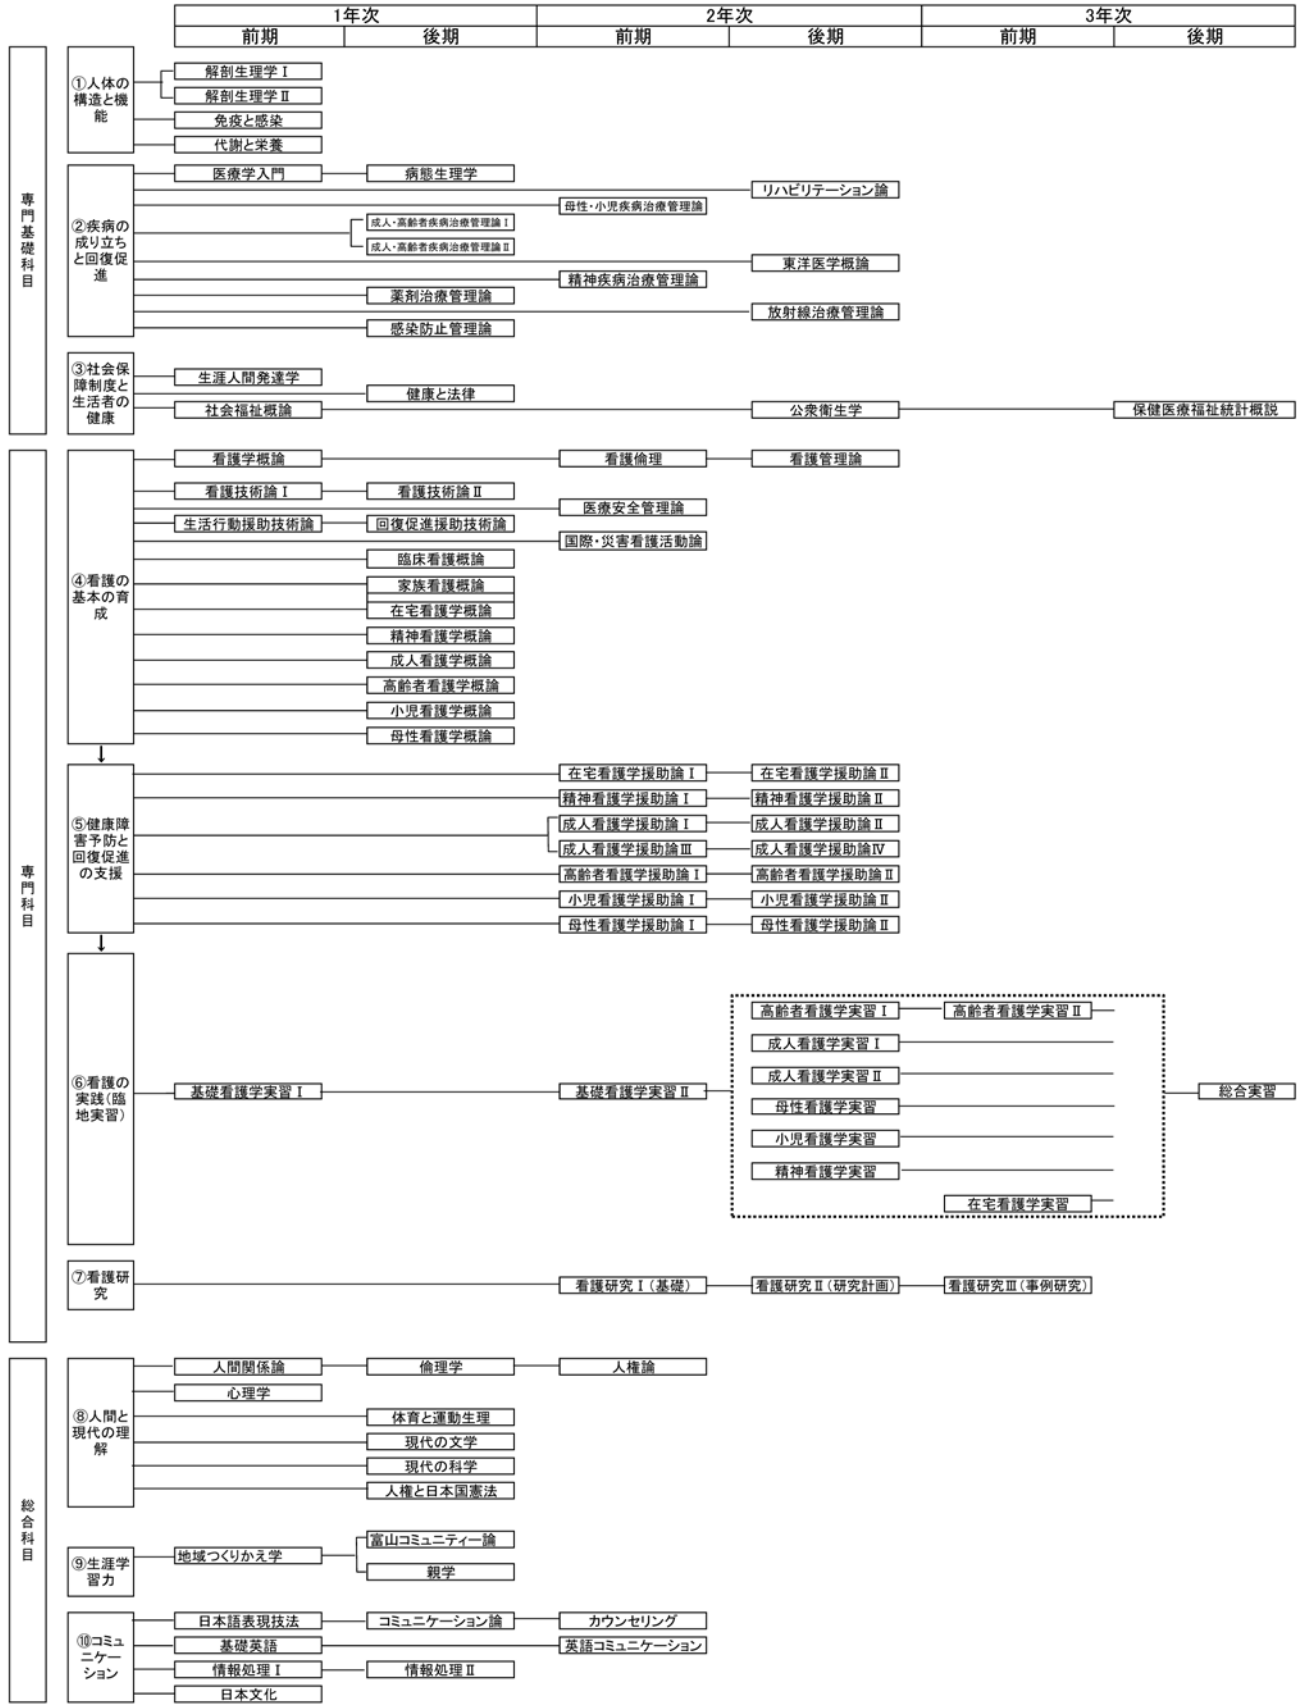 1年次
2年次
3年次
前期
後期
前期
後期
前期
後期
専門基礎科目
①人体の
構造と機
能
解剖生理学Ⅰ
解剖生理学Ⅱ
免疫と感染
代謝と栄養
②疾病の
成り立ち
と回復促
進
医療学入門
病態生理学
リハビリテーション論
母性・小児疾病治療管理論
成人・高齢者疾病治療管理論Ⅰ
成人・高齢者疾病治療管理論Ⅱ
東洋医学概論
精神疾病治療管理論
薬剤治療管理論
放射線治療管理論
感染防止管理論
③社会保
障制度と
生活者の
健康
生涯人間発達学
健康と法律
社会福祉概論
公衆衛生学
保健医療福祉統計概説
専門科目
④看護の
基本の育
成
看護学概論
看護倫理
看護管理論
看護技術論Ⅰ
看護技術論Ⅱ
医療安全管理論
生活行動援助技術論
回復促進援助技術論
国際・災害看護活動論
臨床看護概論
家族看護概論
在宅看護学概論
精神看護学概論
成人看護学概論
高齢者看護学概論
小児看護学概論
母性看護学概論
↓
⑤健康障
害予防と
回復促進
の支援
在宅看護学援助論Ⅰ
在宅看護学援助論Ⅱ
精神看護学援助論Ⅰ
精神看護学援助論Ⅱ
成人看護学援助論Ⅰ
成人看護学援助論Ⅱ
成人看護学援助論Ⅲ
成人看護学援助論Ⅳ
高齢者看護学援助論Ⅰ
高齢者看護学援助論Ⅱ
小児看護学援助論Ⅰ
小児看護学援助論Ⅱ
母性看護学援助論Ⅰ
母性看護学援助論Ⅱ
↓
⑥看護の
実践(臨
地実習)
基礎看護学実習Ⅰ
基礎看護学実習Ⅱ
高齢者看護学実習Ⅰ
高齢者看護学実習Ⅱ
成人看護学実習Ⅰ
成人看護学実習Ⅱ
母性看護学実習
小児看護学実習
精神看護学実習
在宅看護学実習
総合実習
⑦看護研
究
看護研究Ⅰ(基礎)
看護研究Ⅱ(研究計画)
看護研究Ⅲ(事例研究)
総合科目
⑧人間と
現代の理
解
人間関係論
倫理学
人権論
心理学
体育と運動生理
現代の文学
現代の科学
人権と日本国憲法
⑨生涯学
習力
地域つくりかえ学
富山コミュニティー論
親学
⑩コミュ
ニケー
ション
日本語表現技法
コミュニケーション論
カウンセリング
基礎英語
英語コミュニケーション
情報処理Ⅰ
情報処理Ⅱ
日本文化